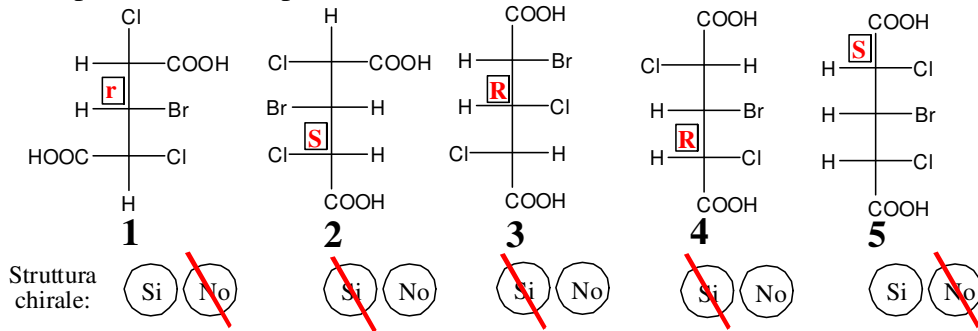 Cl
H COOH
r
H Br
HOOC Cl
H
1
H
Cl COOH
Br H
S
Cl H
COOH
2
COOH
H Br
R
H Cl
Cl H
COOH
3
COOH
Cl H
H Br
R
H Cl
COOH
4
COOH
S
H Cl
H Br
H Cl
COOH
5
Struttura
chirale:
Si No Si No Si No Si No Si No